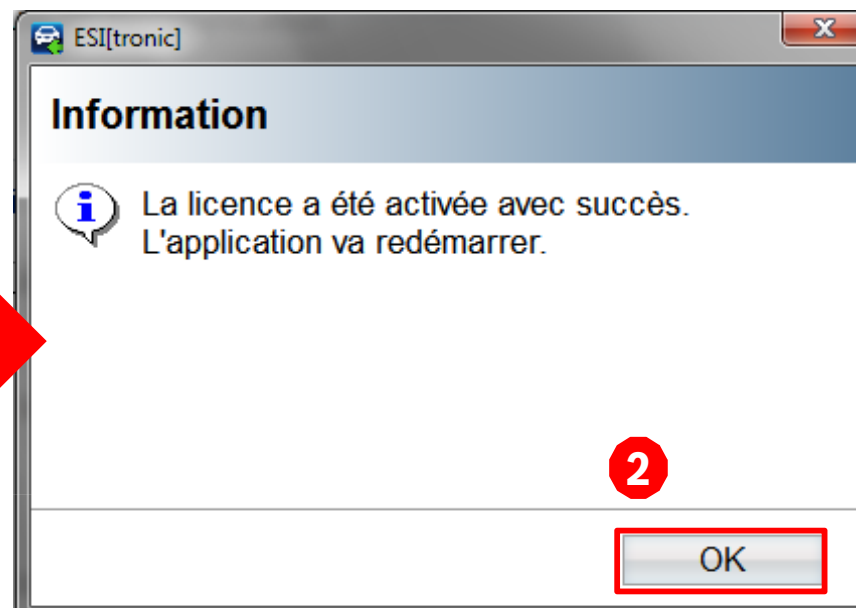 ESI[tronic]
Information
La licence a été activée avec succès.
L'application va redémarrer.
2
OK